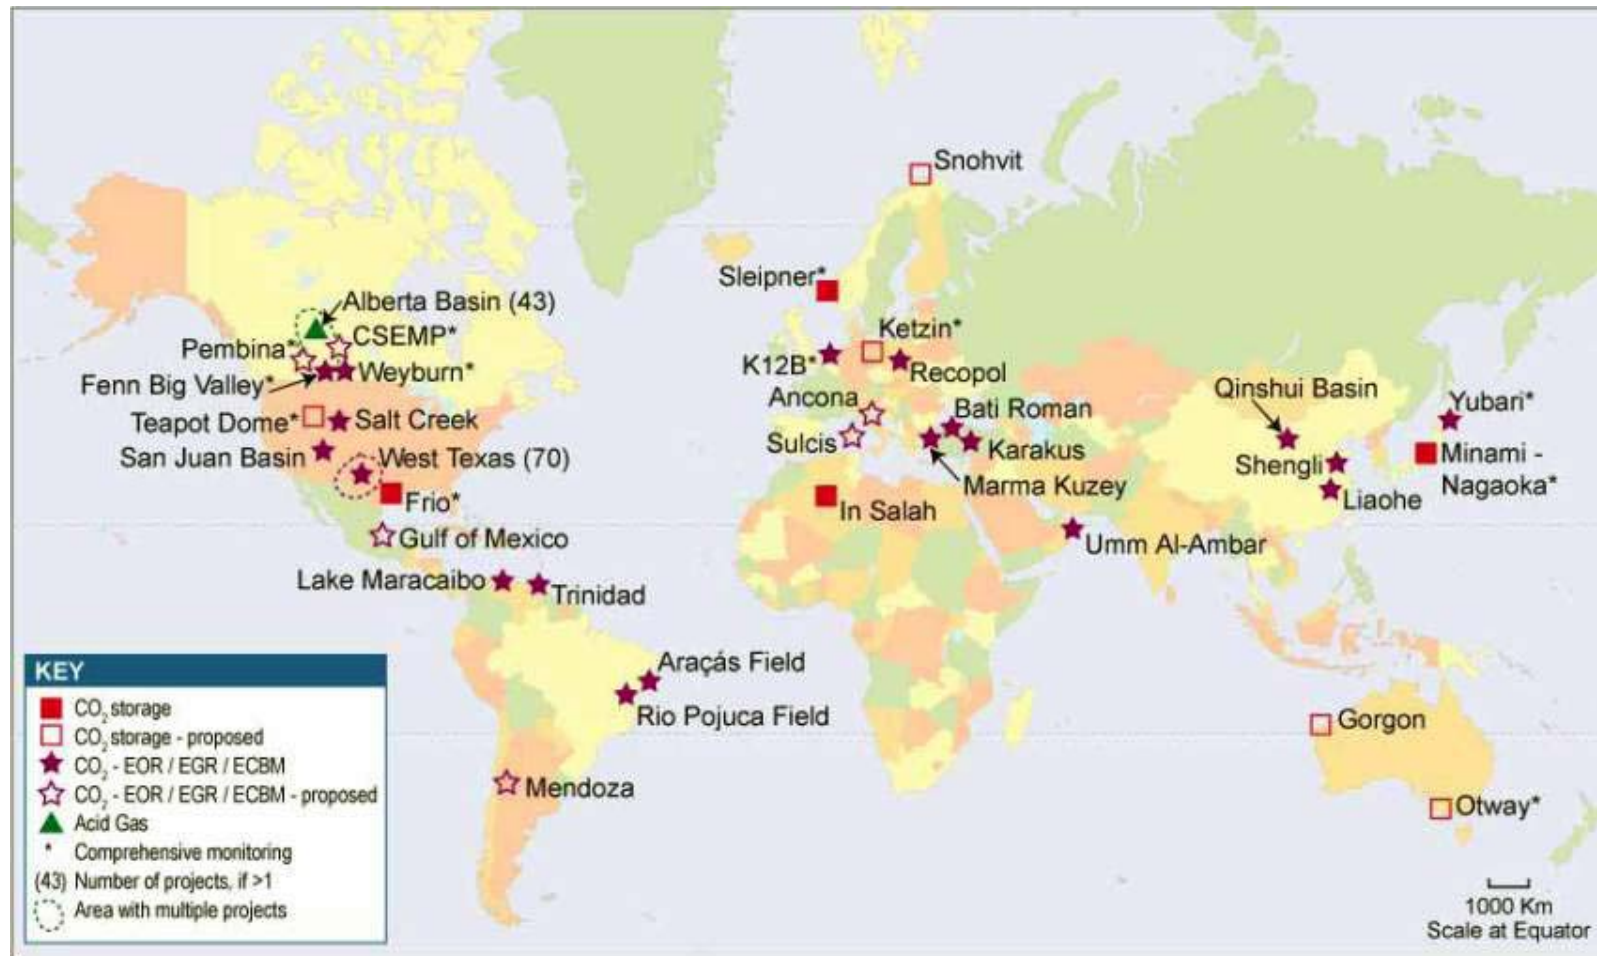 Snohvit
Sleipner*
Alberta Basin (43)
CSEMP*
Pembina*
Fenn Big Valley*
Weyburn*
Teapot Dome*
Salt Creek
San Juan Basin
West Texas (70)
Frio*
Gulf of Mexico
Lake Maracaibo
Trinidad
Araçás Field
Rio Pojuca Field
Mendoza
Ketzin*
K12B*
Recopol
Ancona
Sulcis
Bati Roman
Karakus
Marma Kuzey
In Salah
Umm Al-Ambar
Qinshui Basin
Yubari*
Shengli
Minami -
Nagaoka*
Liaohe
Gorgon
Otway*
KEY
CO₂ storage
CO₂ storage - proposed
CO₂ - EOR / EGR / ECBM
CO₂ - EOR / EGR / ECBM - proposed
Acid Gas
* Comprehensive monitoring
(43) Number of projects, if >1
Area with multiple projects
1000 Km
Scale at Equator